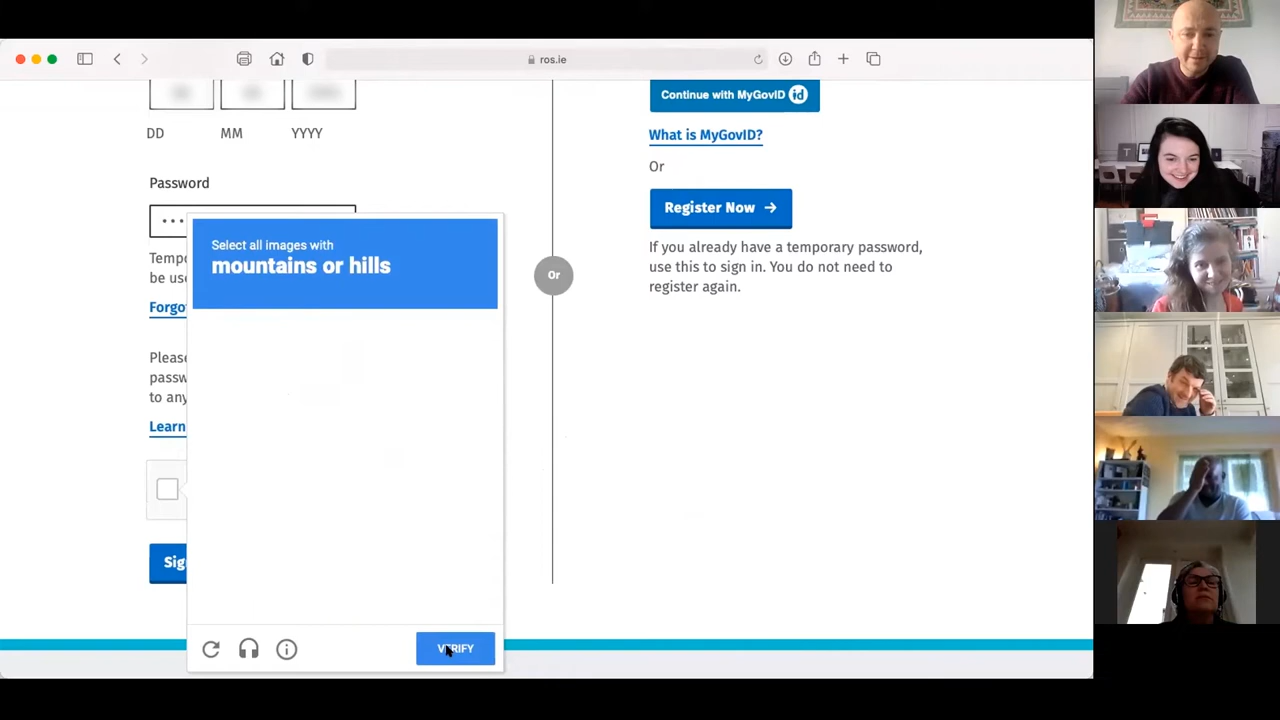 ros.ie
DD MM YYYY
Password
Tempo
be use
Forgo
Please
passw
to any
Learn
Sig
Select all images with
mountains or hills
VERIFY
Or
Continue with MyGovID id
What is MyGovID?
Or
Register Now
If you already have a temporary password,
use this to sign in. You do not need to
register again.